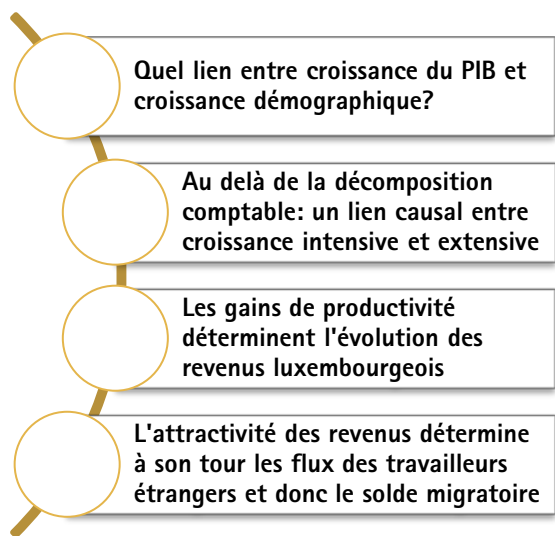 Quel lien entre croissance du PIB et
croissance démographique?
Au delà de la décomposition
comptable: un lien causal entre
croissance intensive et extensive
Les gains de productivité
déterminent l'évolution des
revenus luxembourgeois
L'attractivité des revenus détermine
à son tour les flux des travailleurs
étrangers et donc le solde migratoire